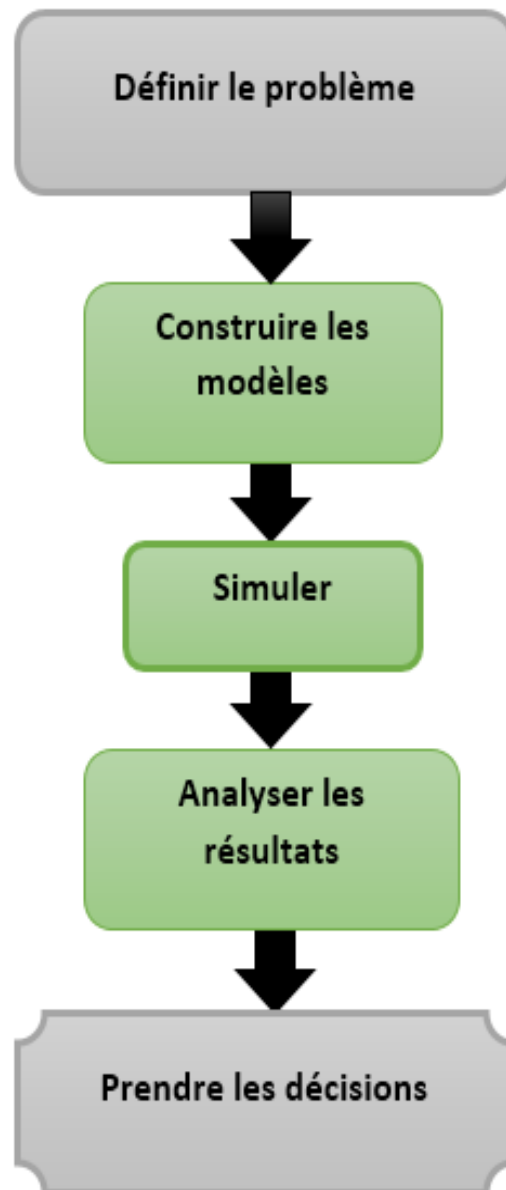 Définir le problème
Construire les
modèles
Simuler
Analyser les
résultats
Prendre les décisions